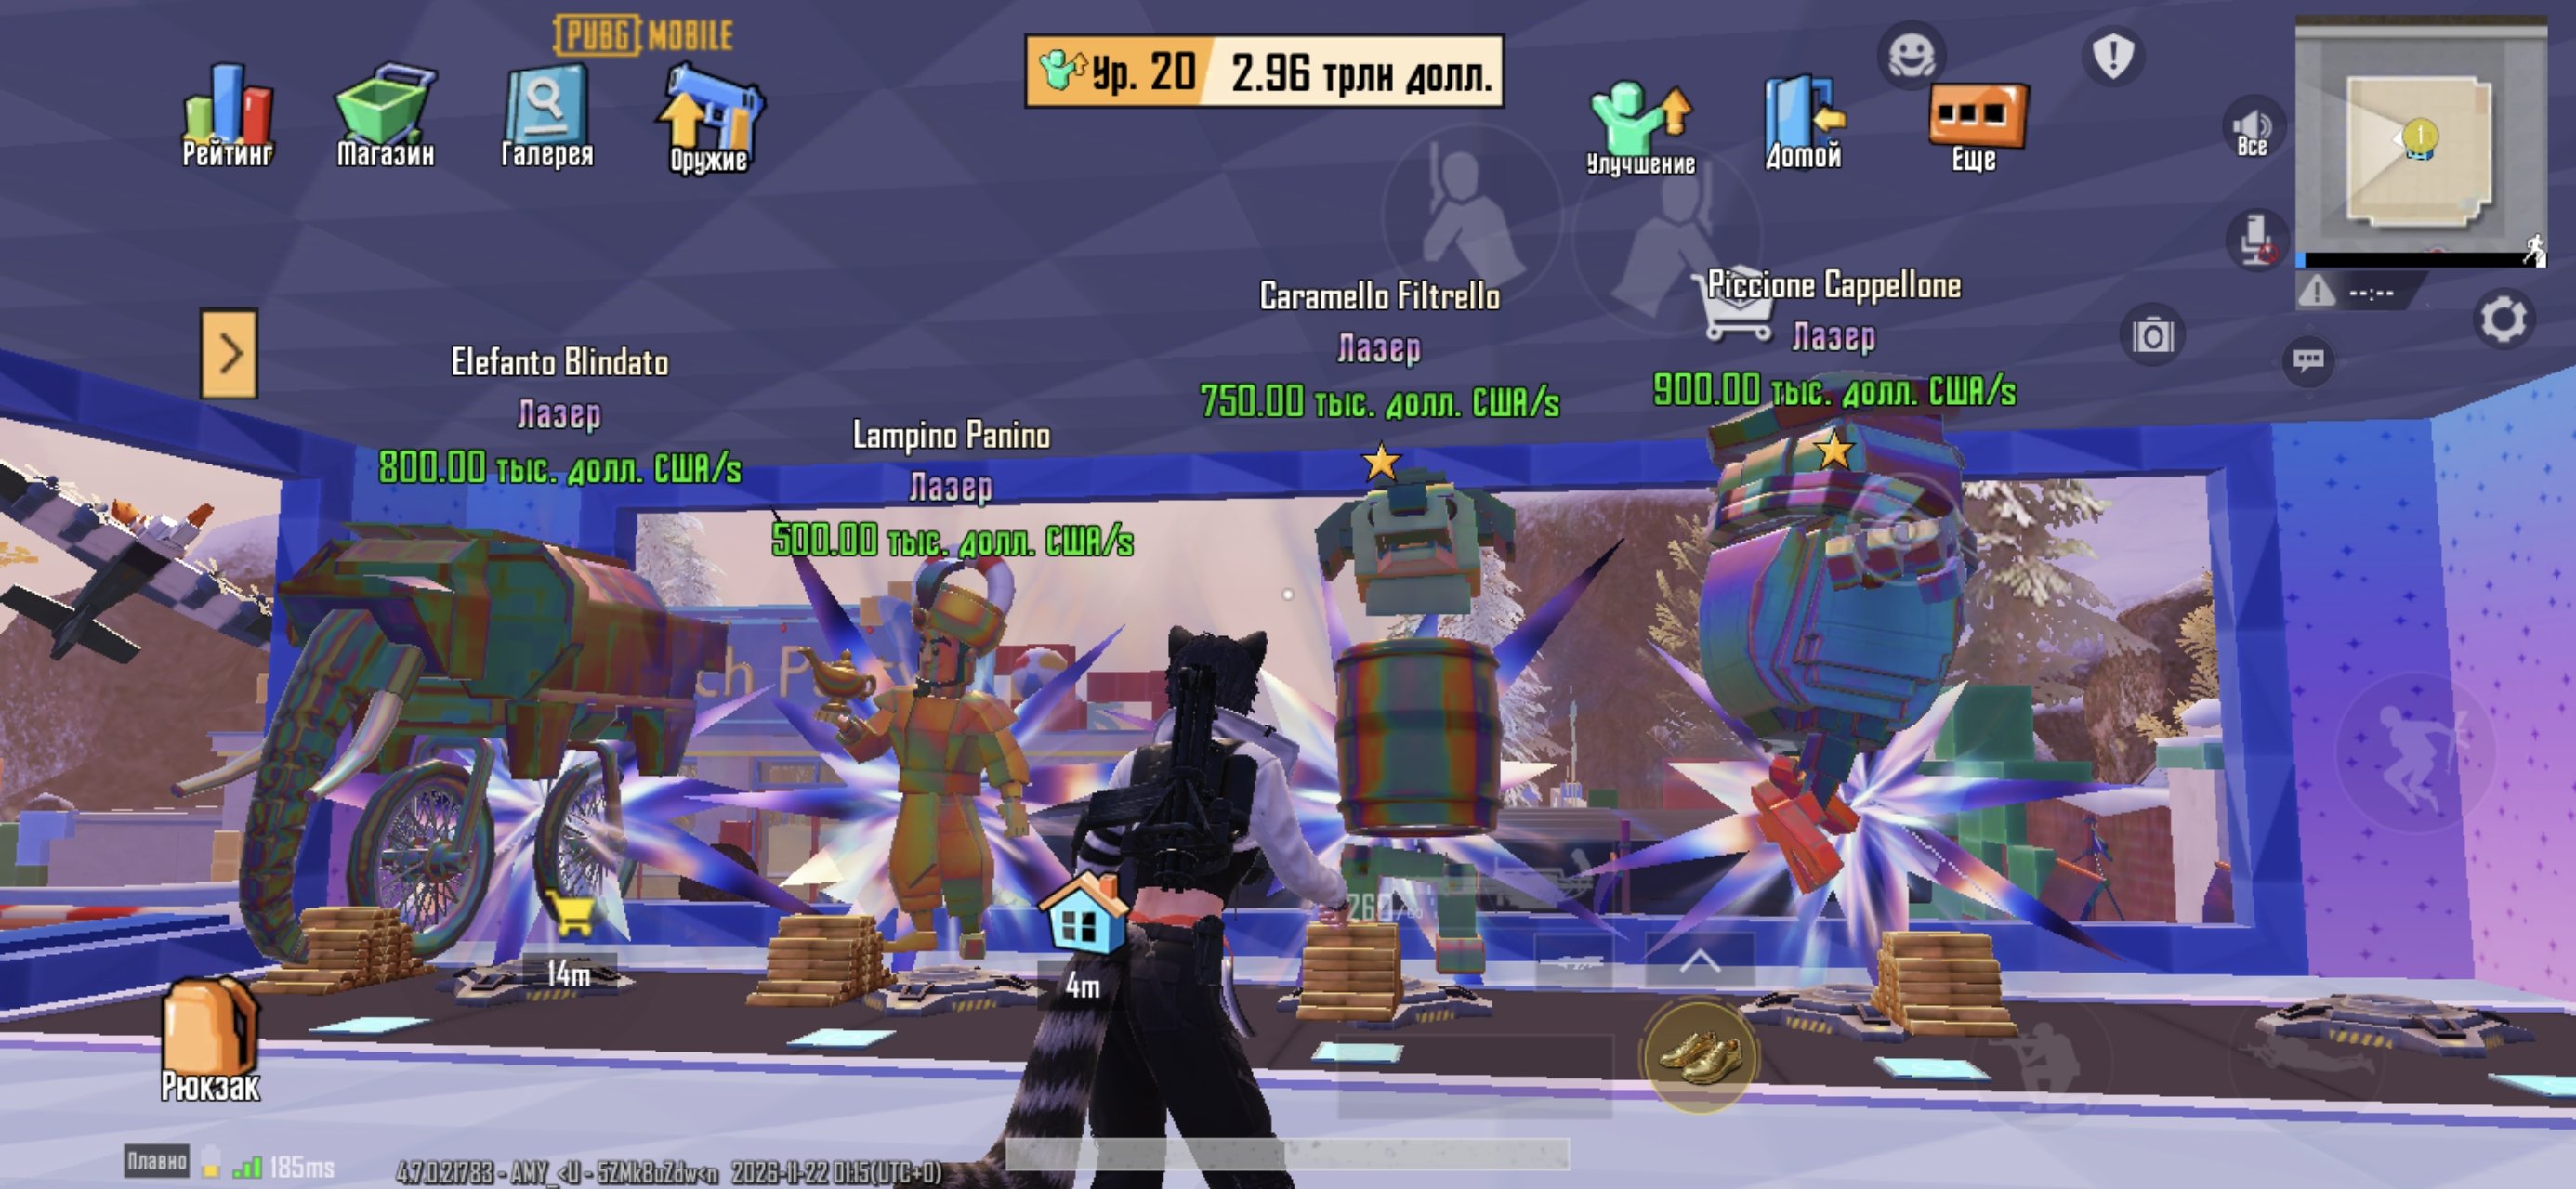 PUBG MOBILE
Ур. 20 2.96 трлн долл.
Рейтинг
Магазин
Галерея
Оружие
Улучшение
Домой
Еще
Все
1
--:--
Caramello Filtrello
Лазер
750.00 тыс. долл. США/s
Piccione Cappellone
Лазер
900.00 тыс. долл. США/s
Elefanto Blindato
Лазер
800.00 тыс. долл. США/s
Lampino Panino
Лазер
500.00 тыс. долл. США/s
14m
4m
Рюкзак
Плавно 185ms
2026-11-22 01:15(UTC+0)